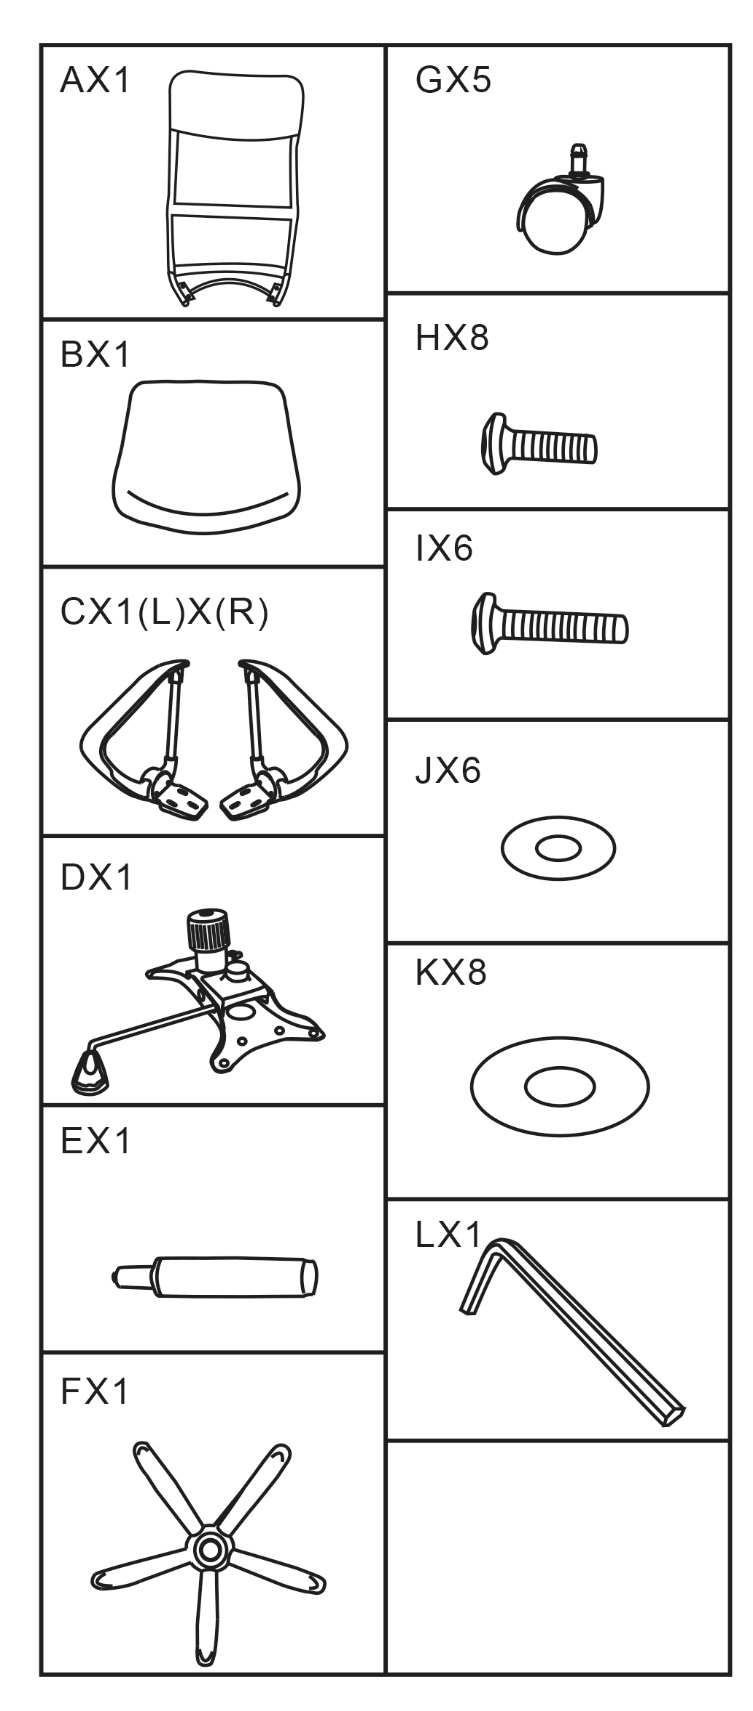 AX1
BX1
CX1(L)X(R)
DX1
EX1
FX1
GX5
HX8
IX6
JX6
KX8
LX1